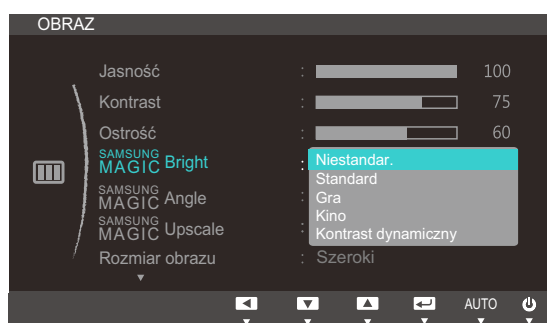 OBRAZ
Jasność : 100
Kontrast : 75
Ostrość : 60
SAMSUNG MAGIC Bright : Niestandar.
Standard
SAMSUNG MAGIC Angle : Gra
Kino
SAMSUNG MAGIC Upscale : Kontrast dynamiczny
Rozmiar obrazu : Szeroki
AUTO